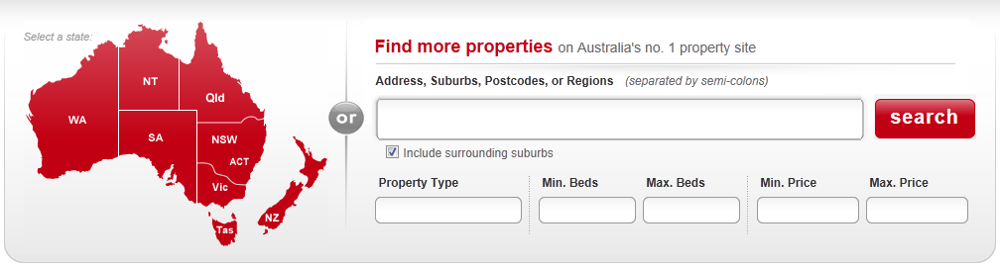 Select a state:
NT
Qld
WA
SA
NSW
ACT
Vic
NZ
Tas
or
Find more properties on Australia's no. 1 property site
Address, Suburbs, Postcodes, or Regions (separated by semi-colons)
search
Include surrounding suburbs
Property Type Min. Beds Max. Beds Min. Price Max. Price